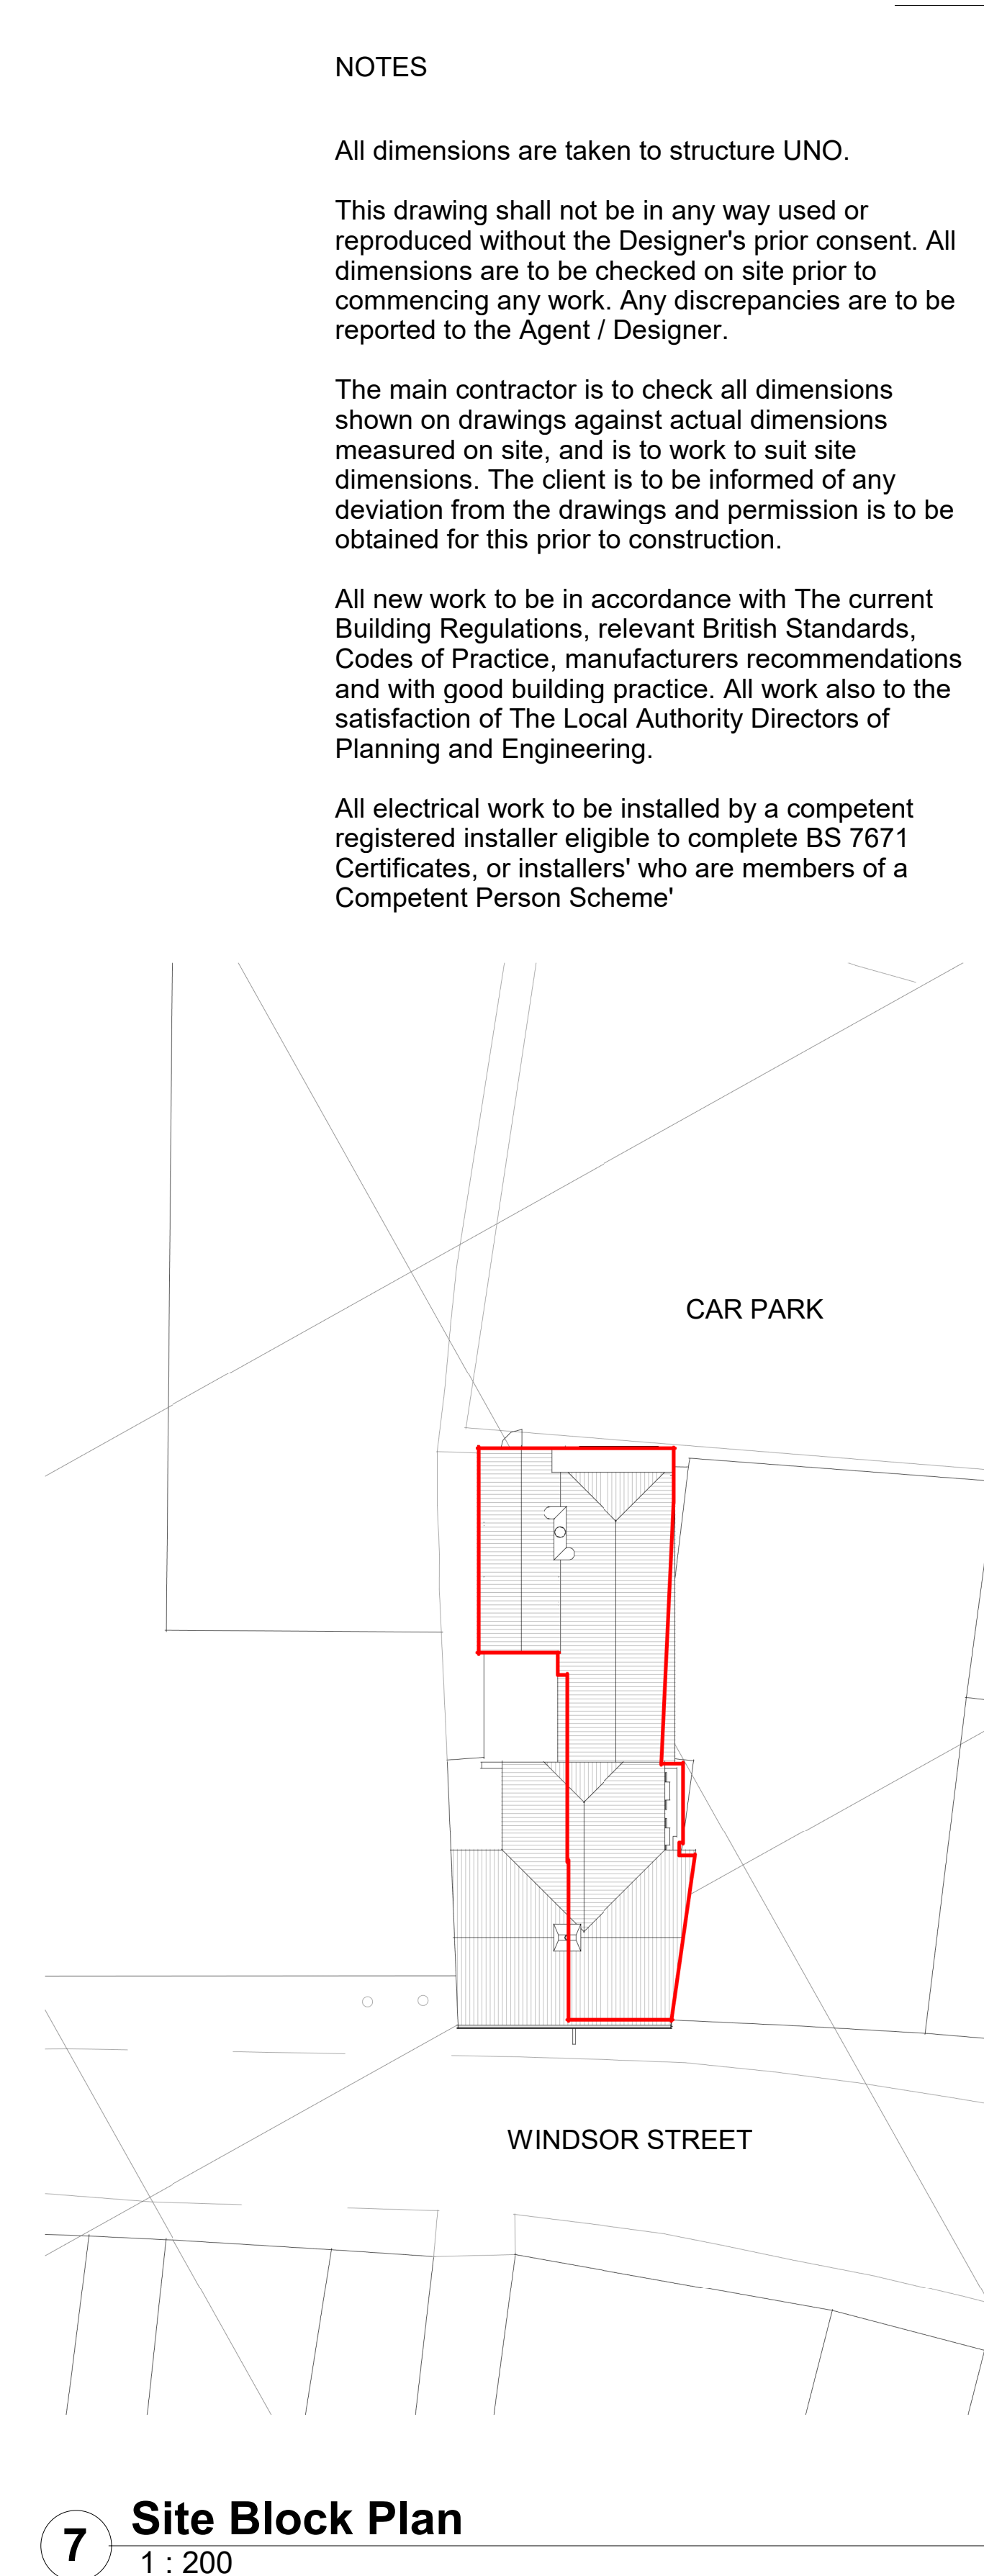 NOTES
All dimensions are taken to structure UNO.
This drawing shall not be in any way used or
reproduced without the Designer's prior consent. All
dimensions are to be checked on site prior to
commencing any work. Any discrepancies are to be
reported to the Agent / Designer.
The main contractor is to check all dimensions
shown on drawings against actual dimensions
measured on site, and is to work to suit site
dimensions. The client is to be informed of any
deviation from the drawings and permission is to be
obtained for this prior to construction.
All new work to be in accordance with The current
Building Regulations, relevant British Standards,
Codes of Practice, manufacturers recommendations
and with good building practice. All work also to the
satisfaction of The Local Authority Directors of
Planning and Engineering.
All electrical work to be installed by a competent
registered installer eligible to complete BS 7671
Certificates, or installers' who are members of a
Competent Person Scheme'
CAR PARK
WINDSOR STREET
7 Site Block Plan
1 : 200